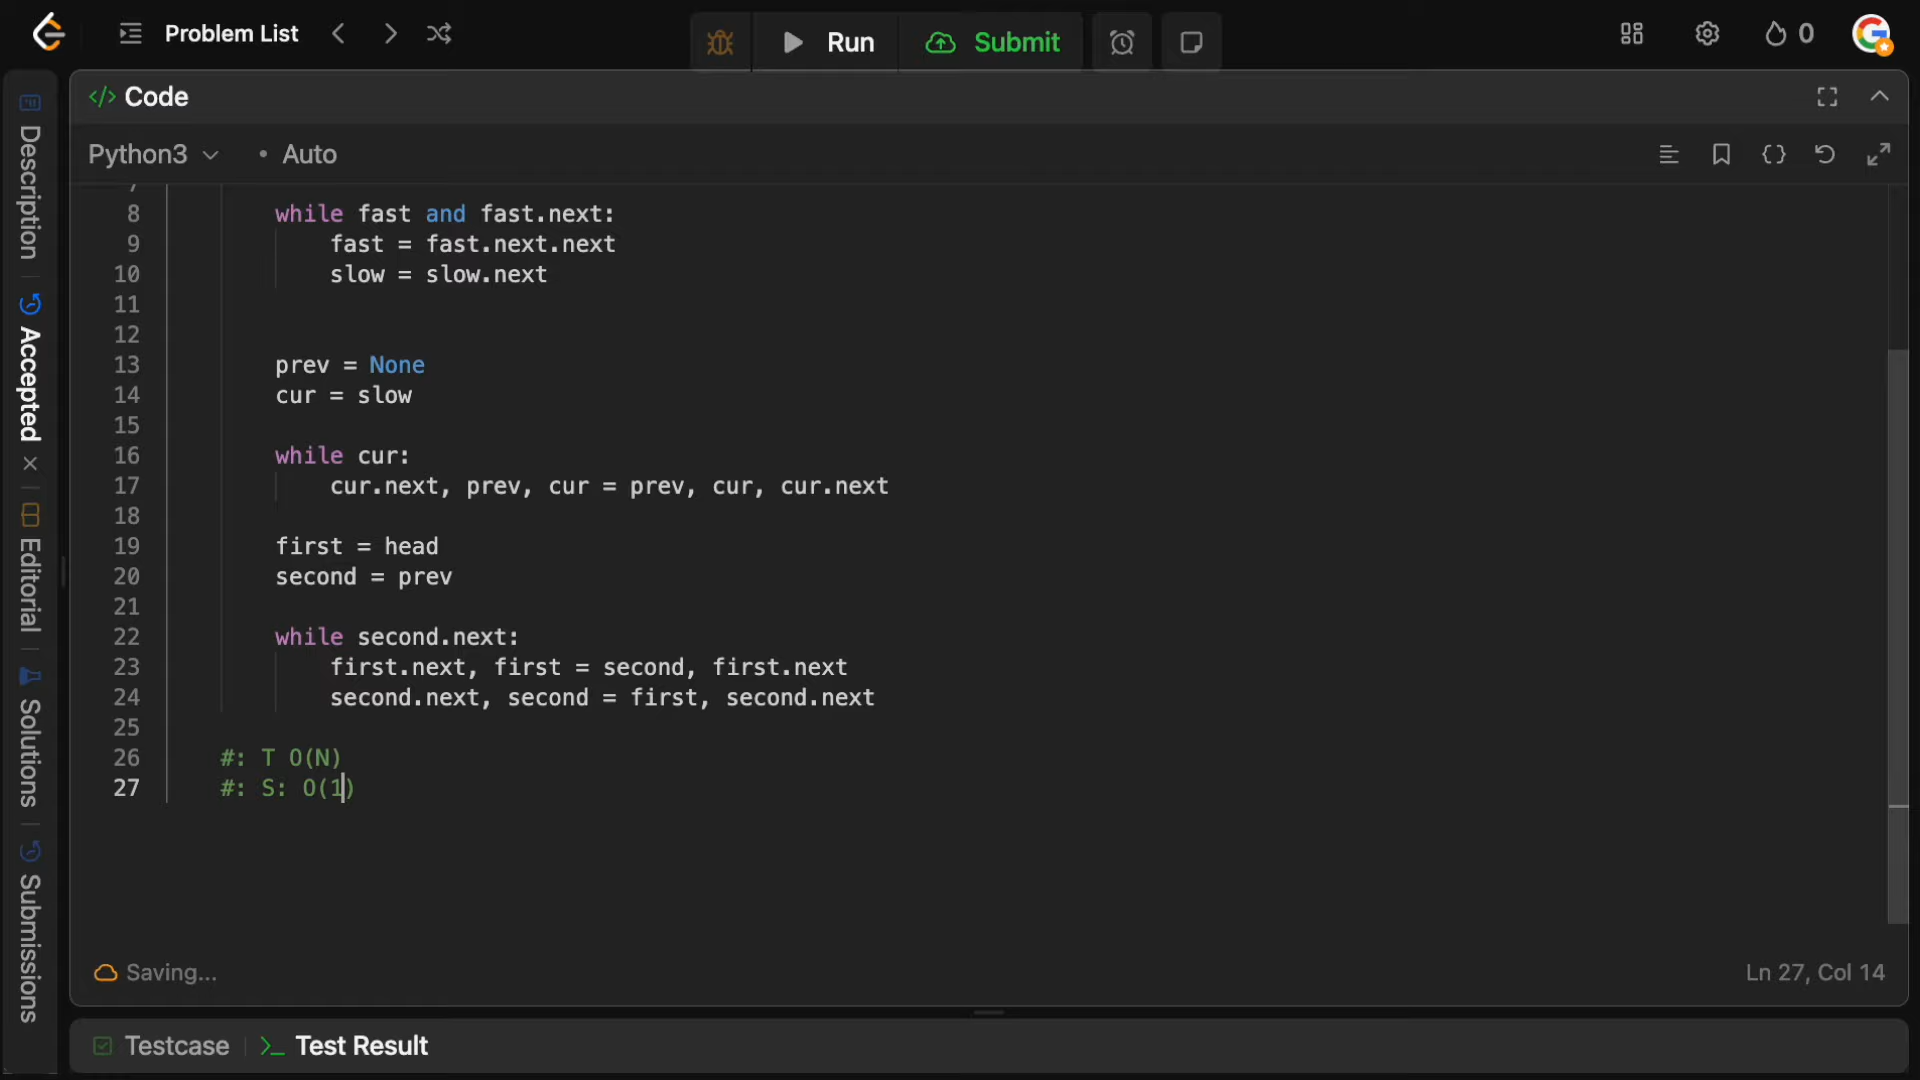 Problem List
Run
Submit
0
Code
Python3
• Auto
Description
Accepted
Editorial
Solutions
Submissions
7
8 while fast and fast.next:
9 fast = fast.next.next
10 slow = slow.next
11
12
13 prev = None
14 cur = slow
15
16 while cur:
17 cur.next, prev, cur = prev, cur, cur.next
18
19 first = head
20 second = prev
21
22 while second.next:
23 first.next, first = second, first.next
24 second.next, second = first, second.next
25
26 #: T O(N)
27 #: S: O(1)
Saving...
Ln 27, Col 14
Testcase
Test Result